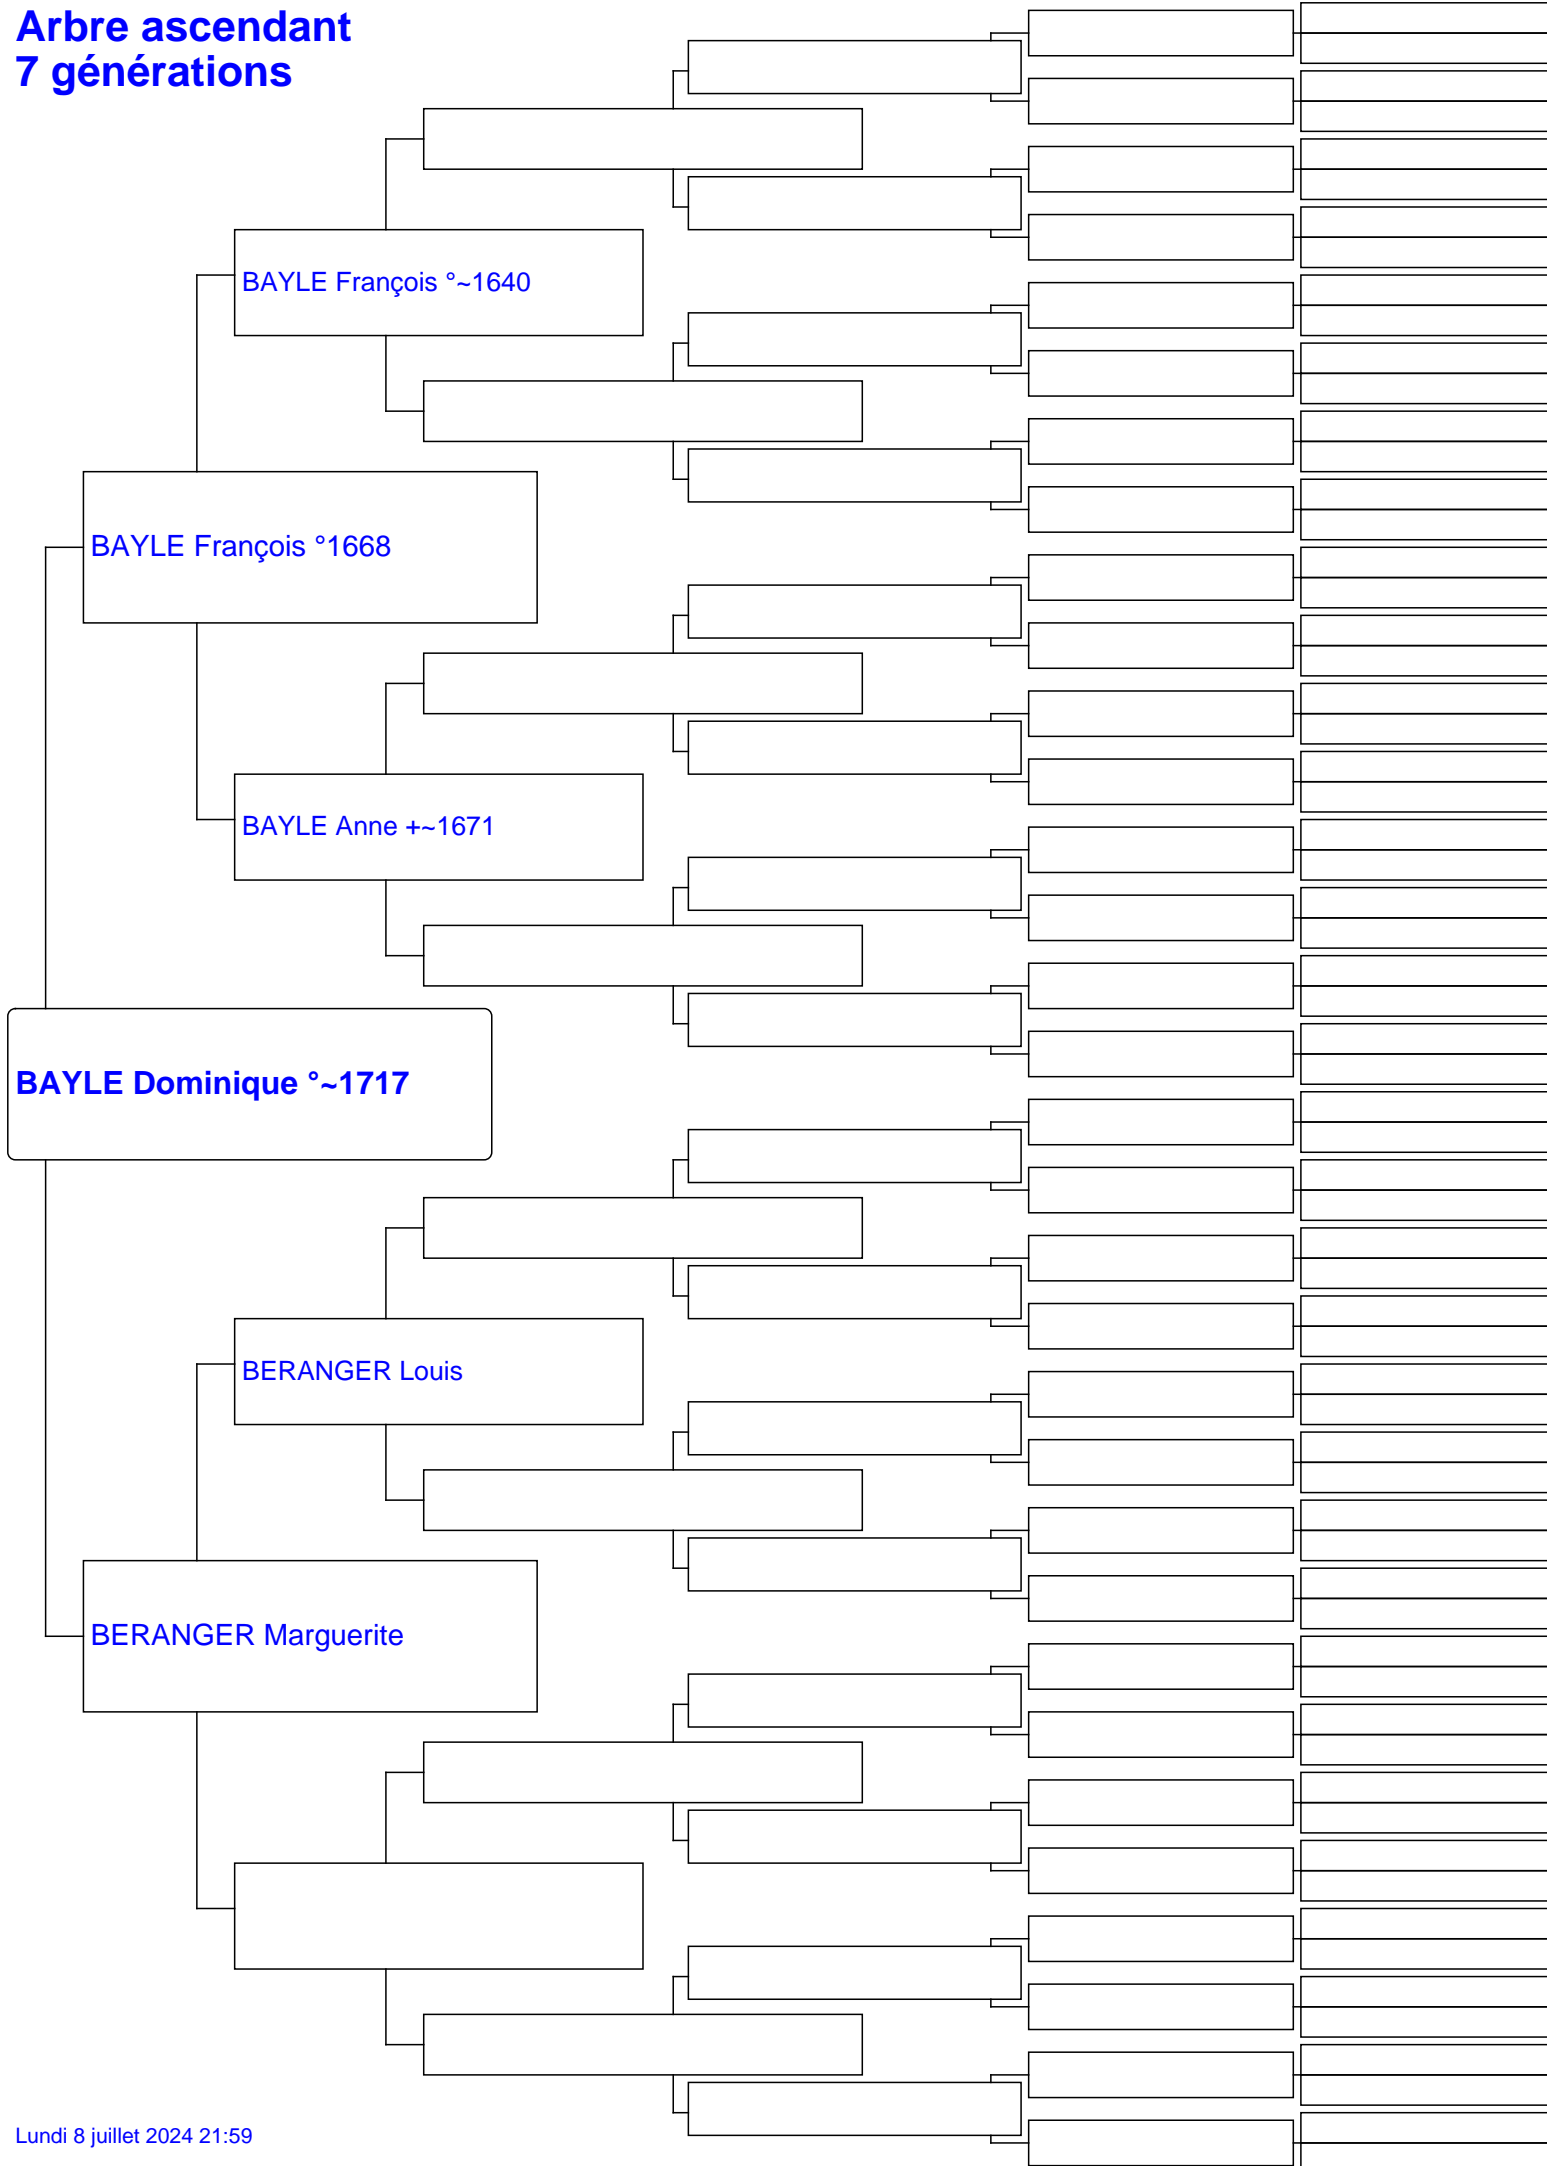 Arbre ascendant
7 générations
BAYLE François °~1640
BAYLE François °1668
BAYLE Anne +~1671
BAYLE Dominique °~1717
BERANGER Louis
BERANGER Marguerite
Lundi 8 juillet 2024 21:59